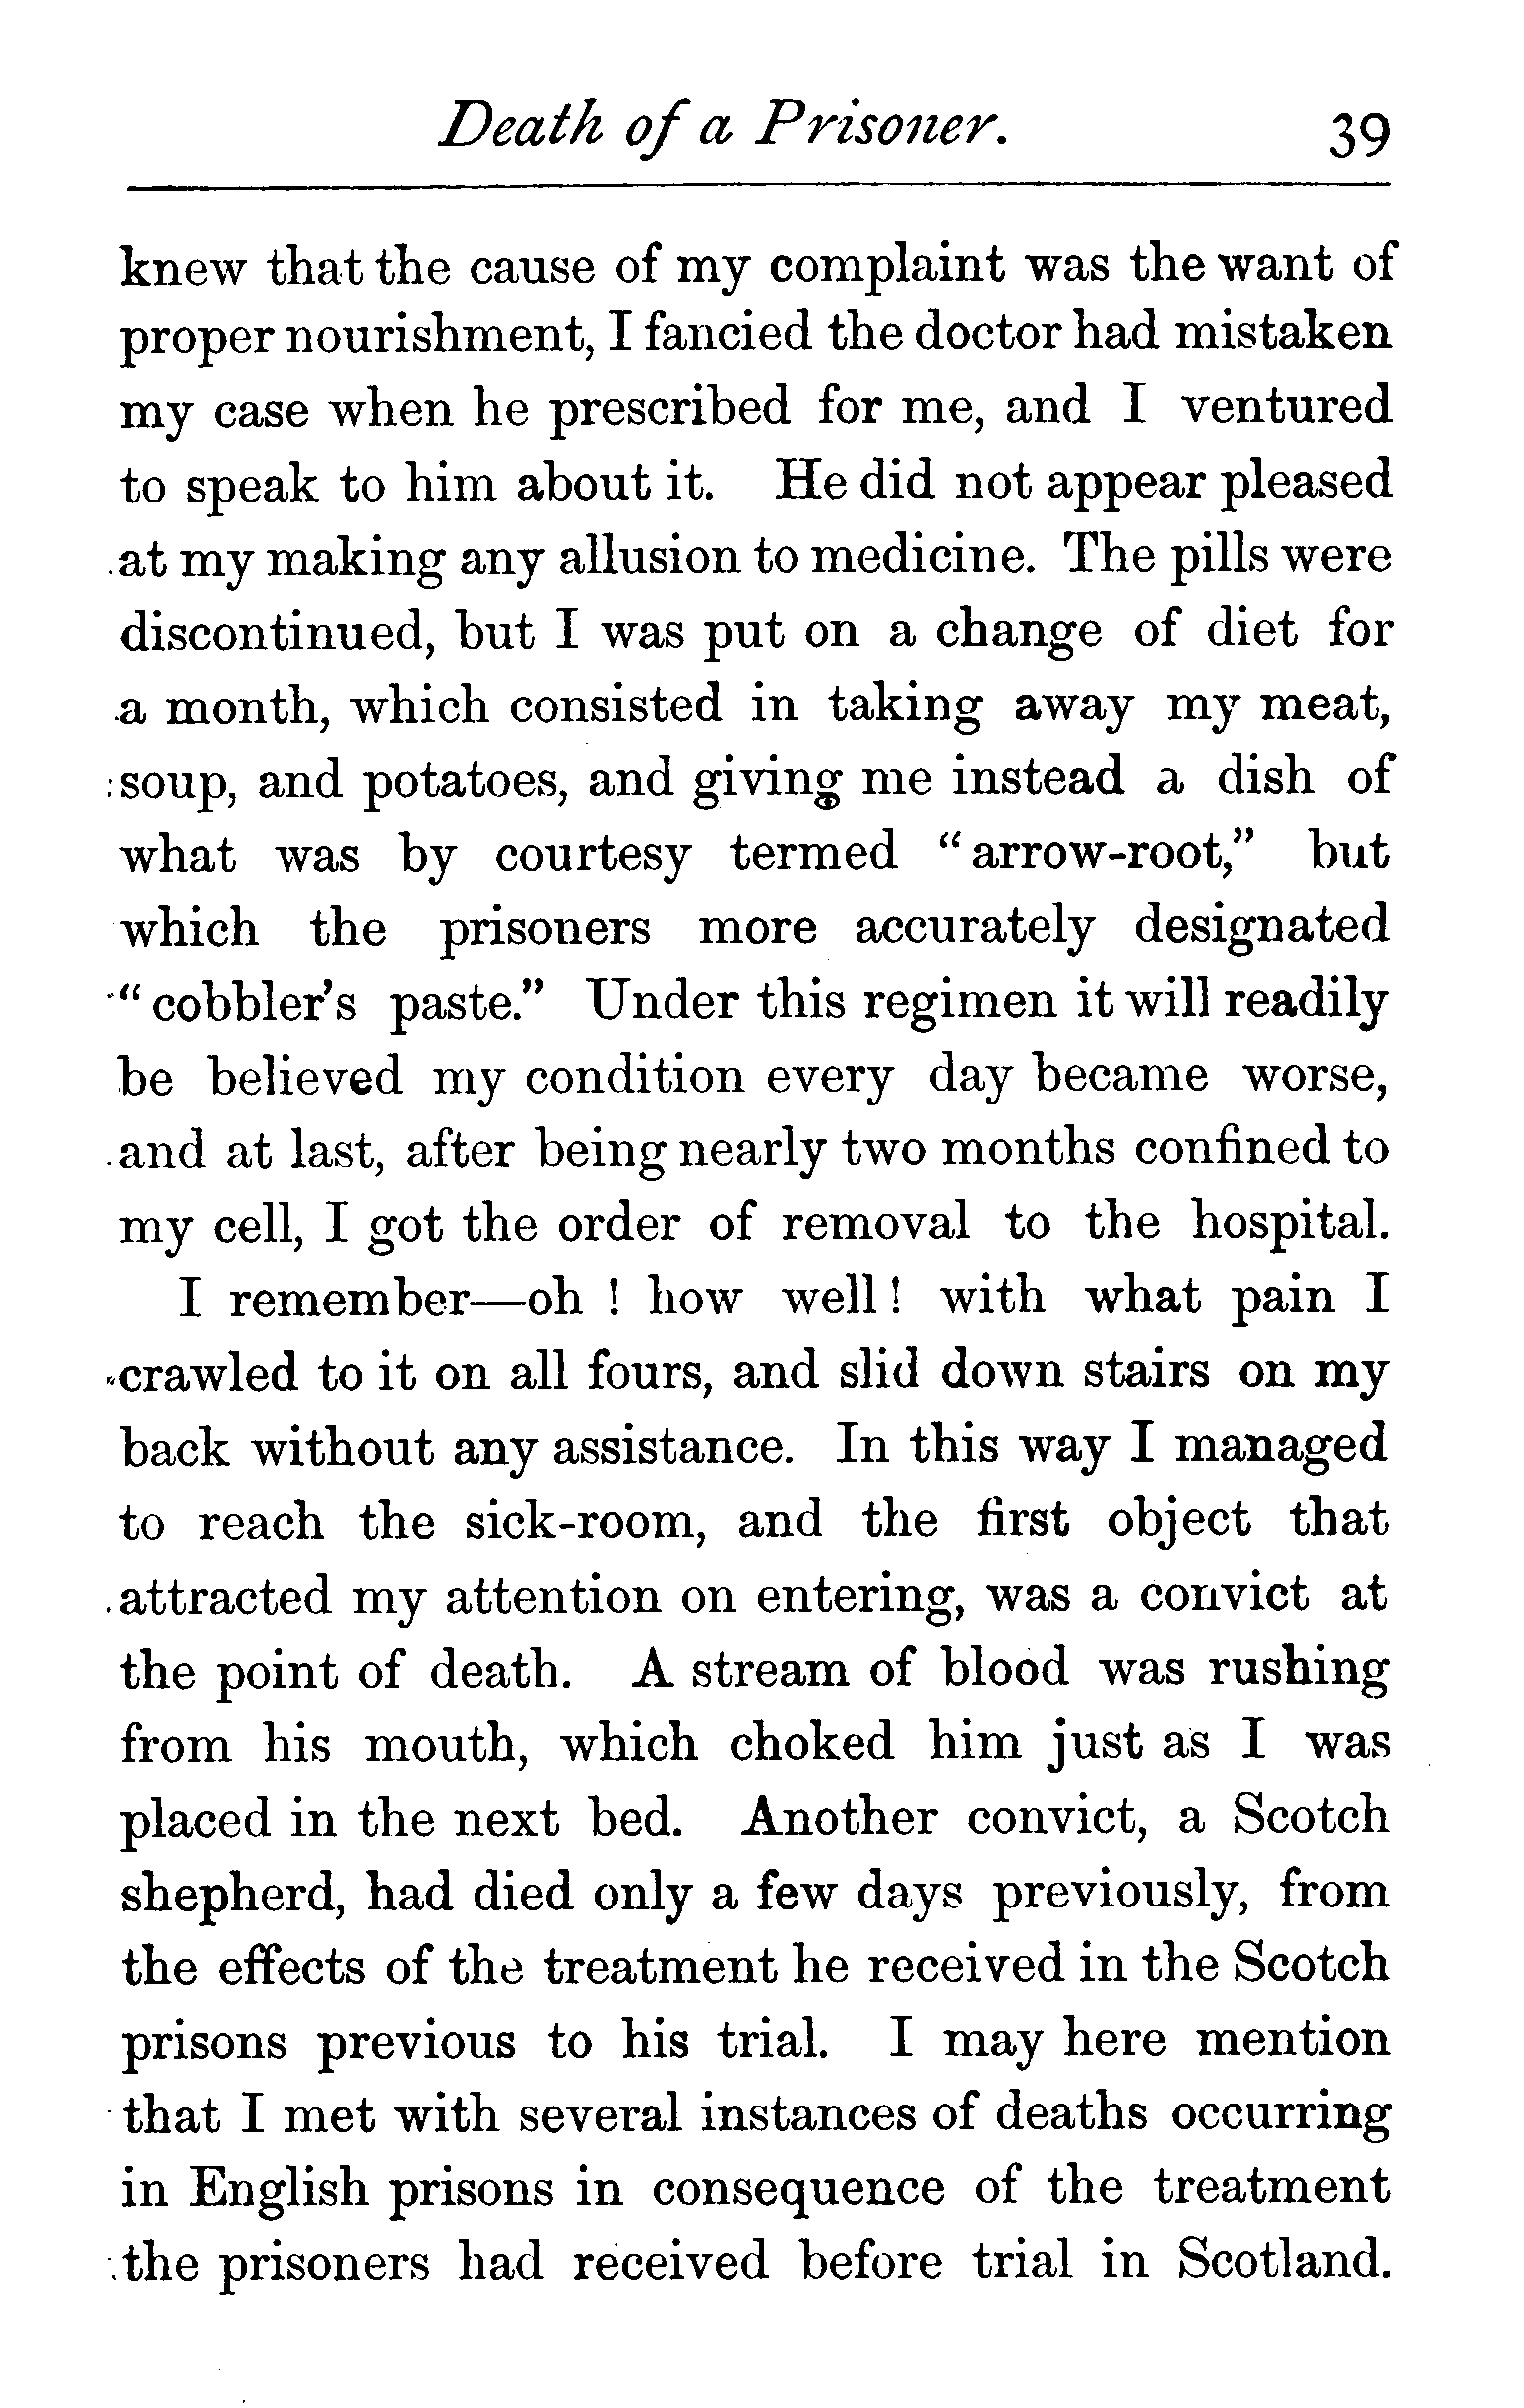 Death of a Prisoner. 39
knew that the cause of my complaint was the want of
proper nourishment, I fancied the doctor had mistaken
my case when he prescribed for me, and I ventured
to speak to him about it. He did not appear pleased
at my making any allusion to medicine. The pills were
discontinued, but I was put on a change of diet for
a month, which consisted in taking away my meat,
soup, and potatoes, and giving me instead a dish of
what was by courtesy termed "arrow-root," but
which the prisoners more accurately designated
"cobbler's paste." Under this regimen it will readily
be believed my condition every day became worse,
and at last, after being nearly two months confined to
my cell, I got the order of removal to the hospital.
I remember—oh! how well! with what pain I
crawled to it on all fours, and slid down stairs on my
back without any assistance. In this way I managed
to reach the sick-room, and the first object that
attracted my attention on entering, was a convict at
the point of death. A stream of blood was rushing
from his mouth, which choked him just as I was
placed in the next bed. Another convict, a Scotch
shepherd, had died only a few days previously, from
the effects of the treatment he received in the Scotch
prisons previous to his trial. I may here mention
that I met with several instances of deaths occurring
in English prisons in consequence of the treatment
the prisoners had received before trial in Scotland.